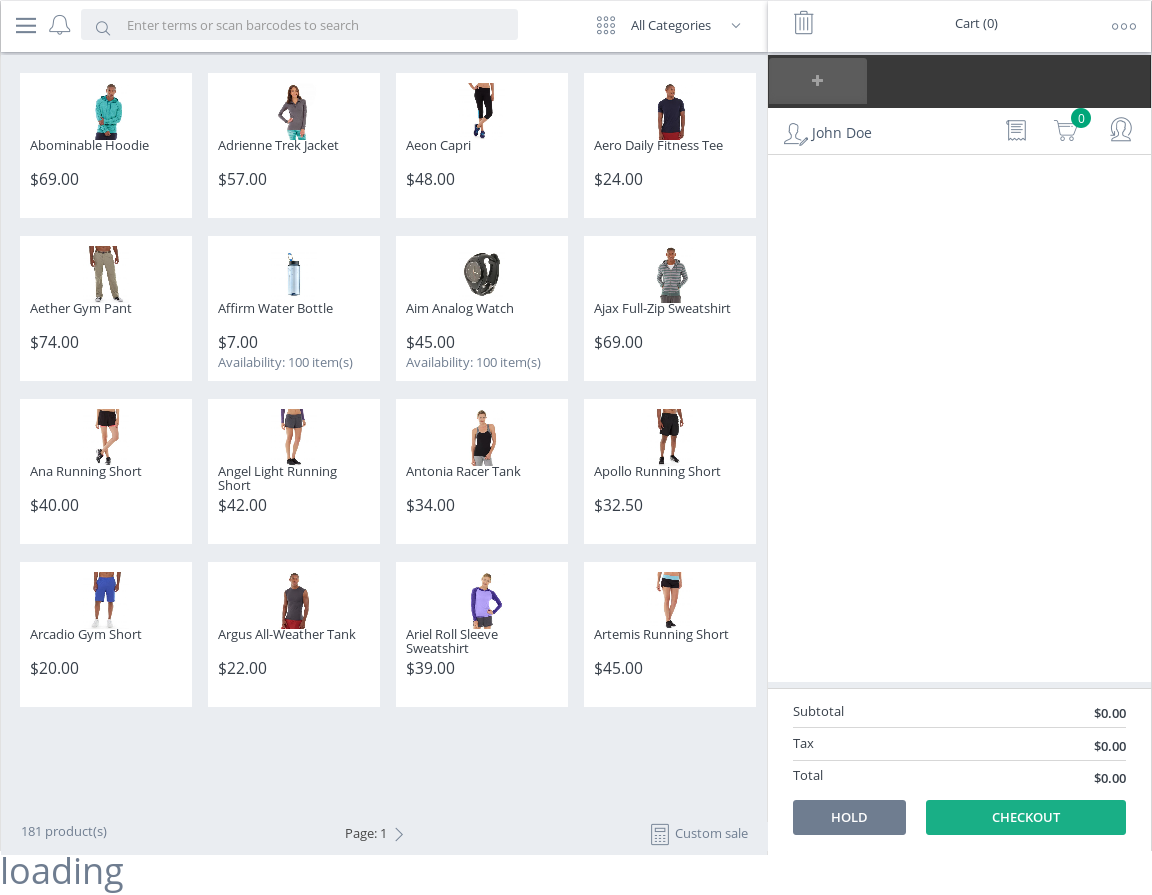 Enter terms or scan barcodes to search
All Categories
Cart (0)
John Doe
0
Abominable Hoodie
$69.00
Adrienne Trek Jacket
$57.00
Aeon Capri
$48.00
Aero Daily Fitness Tee
$24.00
Aether Gym Pant
$74.00
Affirm Water Bottle
$7.00
Availability: 100 item(s)
Aim Analog Watch
$45.00
Availability: 100 item(s)
Ajax Full-Zip Sweatshirt
$69.00
Ana Running Short
$40.00
Angel Light Running
Short
$42.00
Antonia Racer Tank
$34.00
Apollo Running Short
$32.50
Arcadio Gym Short
$20.00
Argus All-Weather Tank
$22.00
Ariel Roll Sleeve
Sweatshirt
$39.00
Artemis Running Short
$45.00
Subtotal $0.00
Tax $0.00
Total $0.00
HOLD
CHECKOUT
181 product(s)
Page: 1
Custom sale
loading